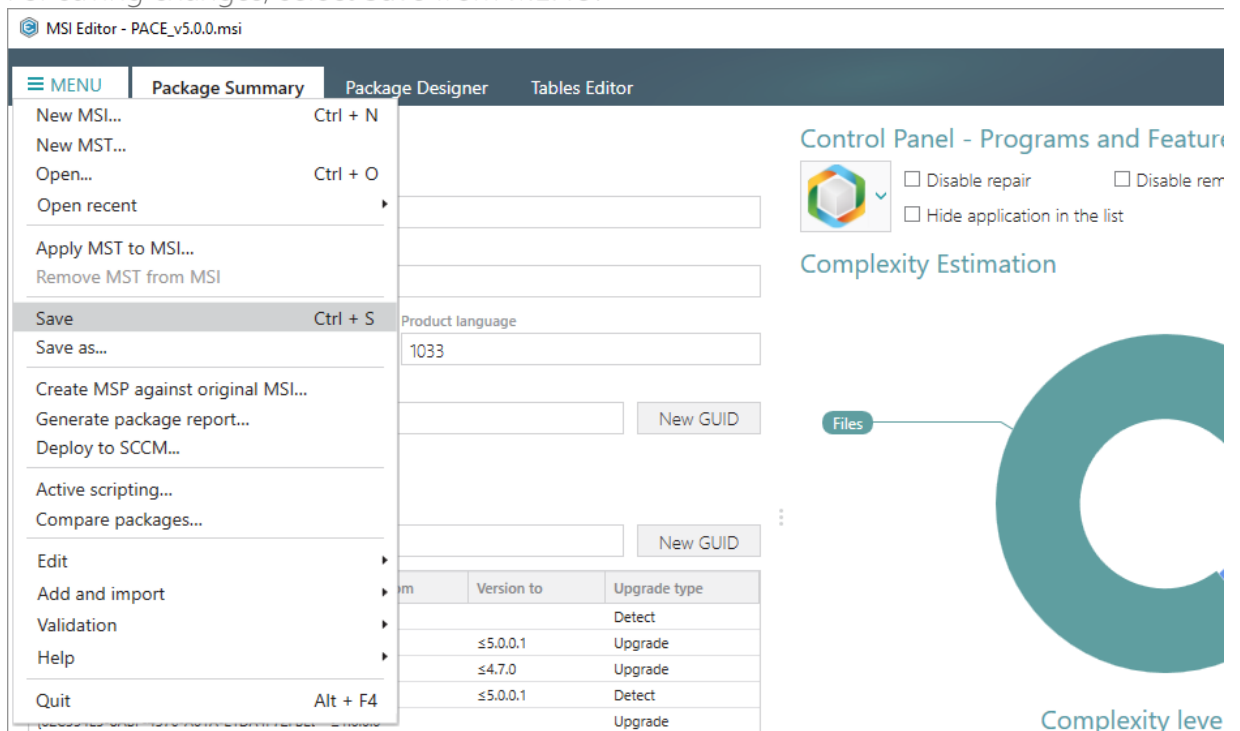 MSI Editor - PACE_v5.0.0.msi
MENU Package Summary Package Designer Tables Editor
New MSI... Ctrl + N
New MST...
Open... Ctrl + O
Open recent
Apply MST to MSI...
Remove MST from MSI
Save Ctrl + S
Save as...
Create MSP against original MSI...
Generate package report...
Deploy to SCCM...
Active scripting...
Compare packages...
Edit
Add and import
Validation
Help
Quit Alt + F4
Product language
1033
New GUID
New GUID
Version to Upgrade type
Detect
≤5.0.0.1 Upgrade
≤4.7.0 Upgrade
≤5.0.0.1 Detect
Upgrade
Control Panel - Programs and Feature
Disable repair Disable rem
Hide application in the list
Complexity Estimation
Files
Complexity leve